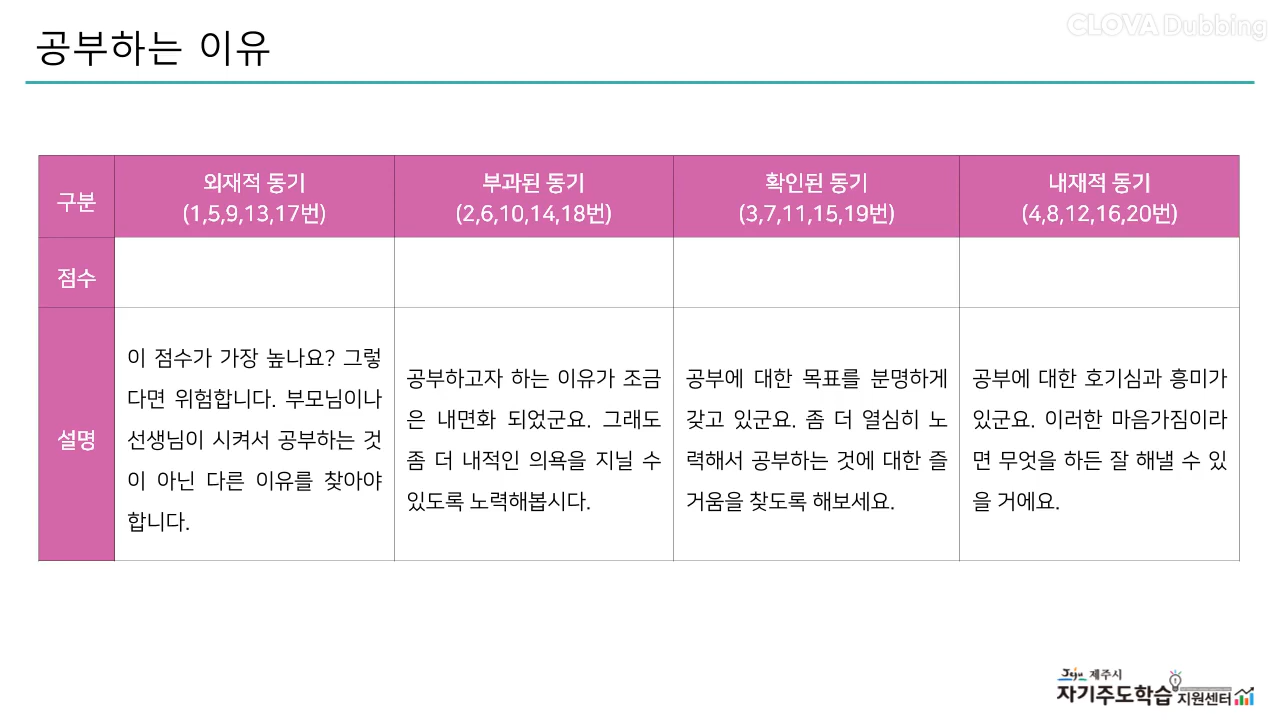 CLOVA Dubbing
공부하는 이유
구분
외재적 동기
(1,5,9,13,17번)
부과된 동기
(2,6,10,14,18번)
확인된 동기
(3,7,11,15,19번)
내재적 동기
(4,8,12,16,20번)
점수
설명
이 점수가 가장 높나요? 그렇
다면 위험합니다. 부모님이나
선생님이 시켜서 공부하는 것
이 아닌 다른 이유를 찾아야
합니다.
공부하고자 하는 이유가 조금
은 내면화 되었군요. 그래도
좀 더 내적인 의욕을 지닐 수
있도록 노력해봅시다.
공부에 대한 목표를 분명하게
갖고 있군요. 좀 더 열심히 노
력해서 공부하는 것에 대한 즐
거움을 찾도록 해보세요.
공부에 대한 호기심과 흥미가
있군요. 이러한 마음가짐이라
면 무엇을 하든 잘 해낼 수 있
을 거에요.
Jeju 제주시
자기주도학습 지원센터